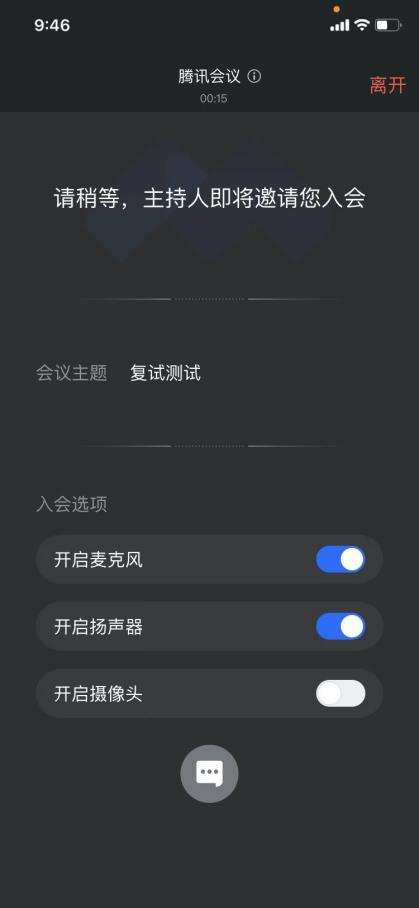 9:46
腾讯会议
00:15
离开
请稍等，主持人即将邀请您入会
会议主题 复试测试
入会选项
开启麦克风
开启扬声器
开启摄像头